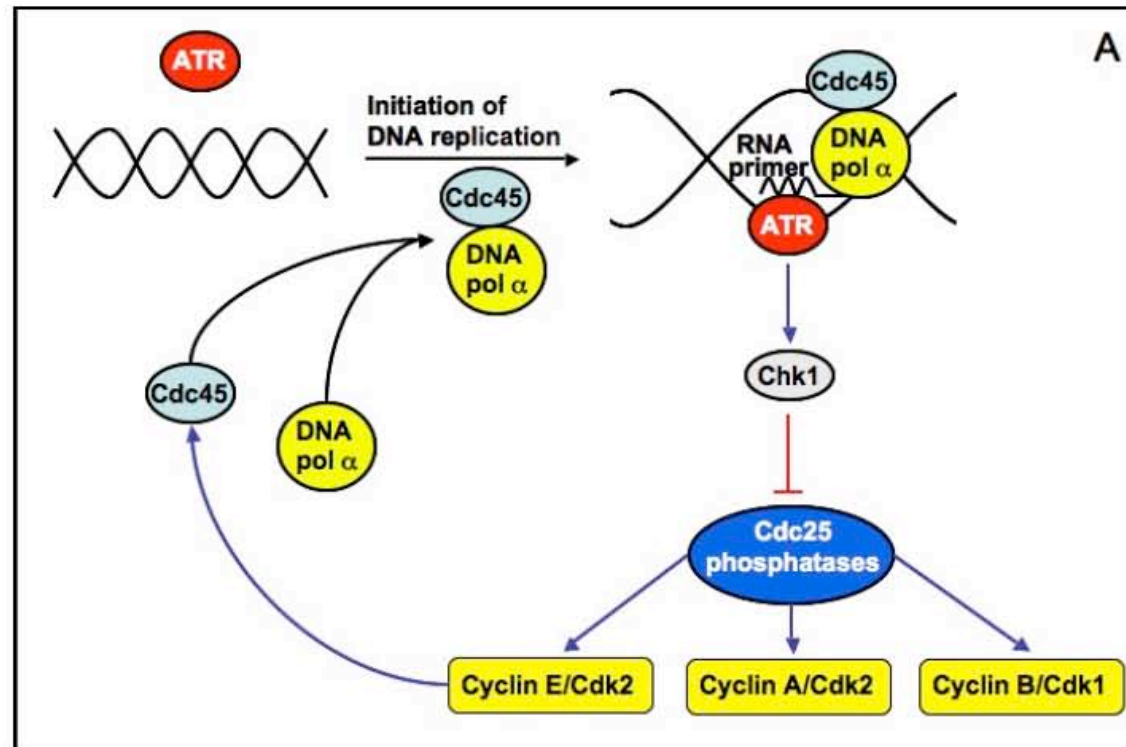 A
ATR
Initiation of
DNA replication
Cdc45
DNA
pol α
Cdc45
DNA
pol α
RNA
primer
ATR
Cdc45
DNA
pol α
Chk1
Cdc25
phosphatases
Cyclin E/Cdk2
Cyclin A/Cdk2
Cyclin B/Cdk1